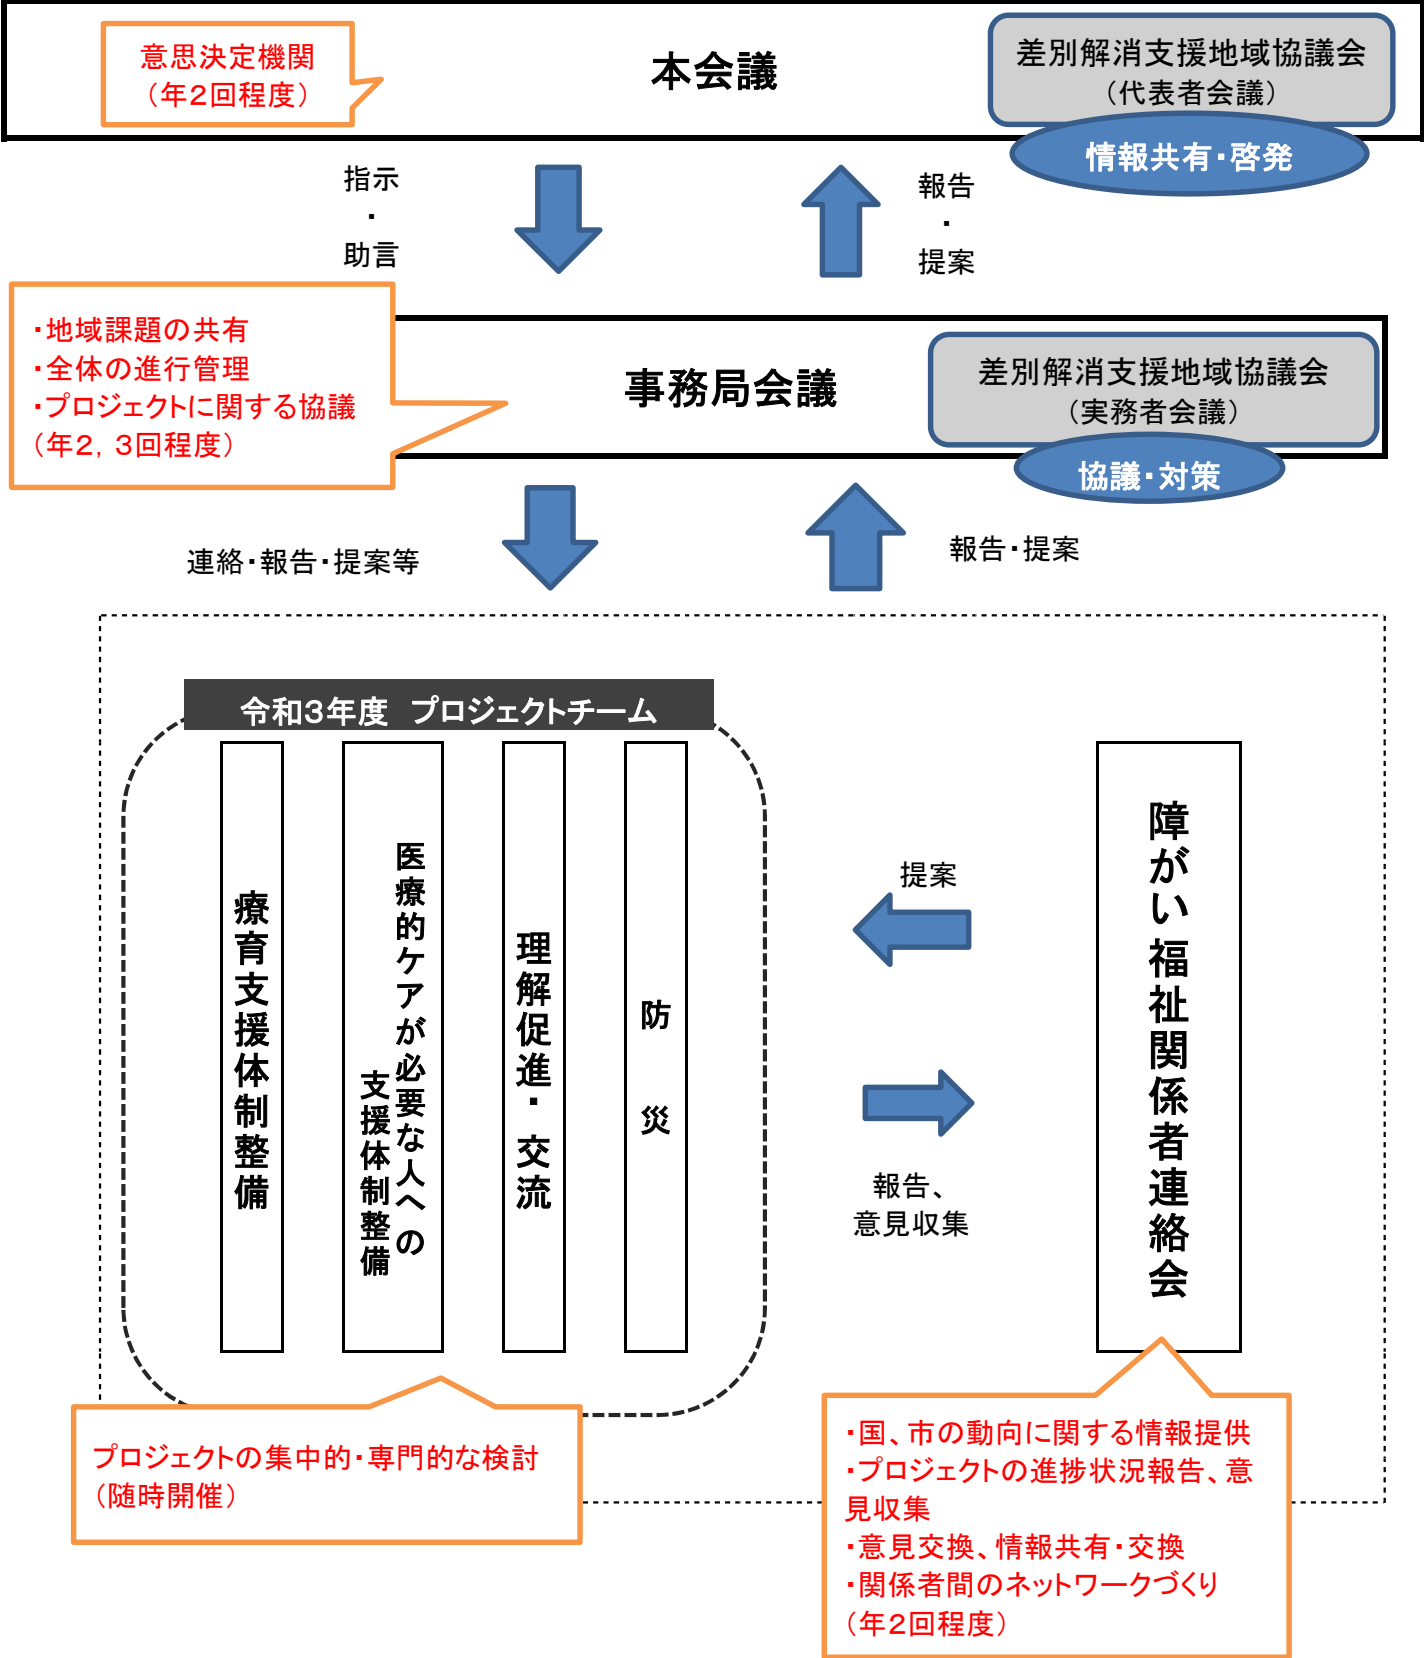 意思決定機関
（年２回程度）
本会議
差別解消支援地域協議会
（代表者会議）
情報共有・啓発
指示
・
助言
報告
・
提案
・地域課題の共有
・全体の進行管理
・プロジェクトに関する協議
（年２，３回程度）
事務局会議
差別解消支援地域協議会
（実務者会議）
協議・対策
連絡・報告・提案等
報告・提案
令和３年度　プロジェクトチーム
療育支援体制整備
医療的ケアが必要な人への
支援体制整備
理解促進・交流
防災
提案
報告、
意見収集
障がい福祉関係者連絡会
プロジェクトの集中的・専門的な検討
（随時開催）
・国、市の動向に関する情報提供
・プロジェクトの進捗状況報告、意
見収集
・意見交換、情報共有・交換
・関係者間のネットワークづくり
（年２回程度）